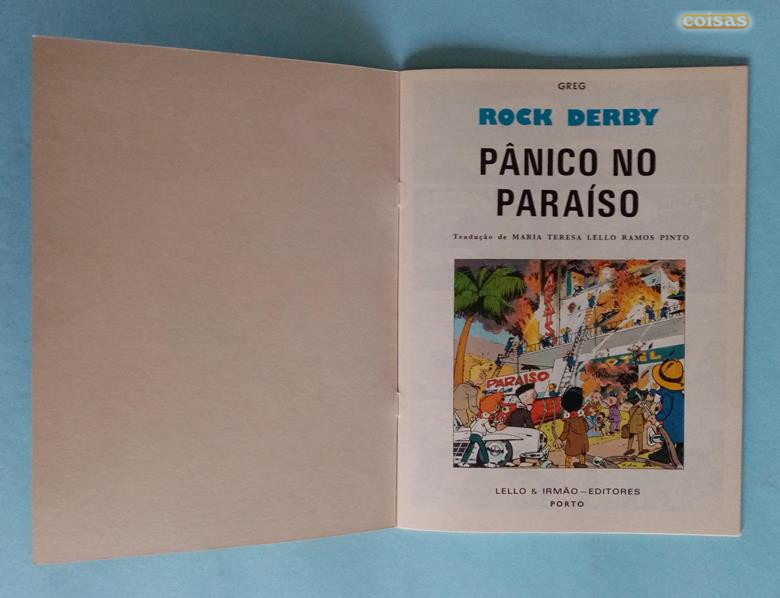 coisas
GREG
ROCK DERBY
PÂNICO NO
PARAÍSO
Tradução de MARIA TERESA LELLO RAMOS PINTO
PARAISO
LELLO & IRMÃO—EDITORES
PORTO